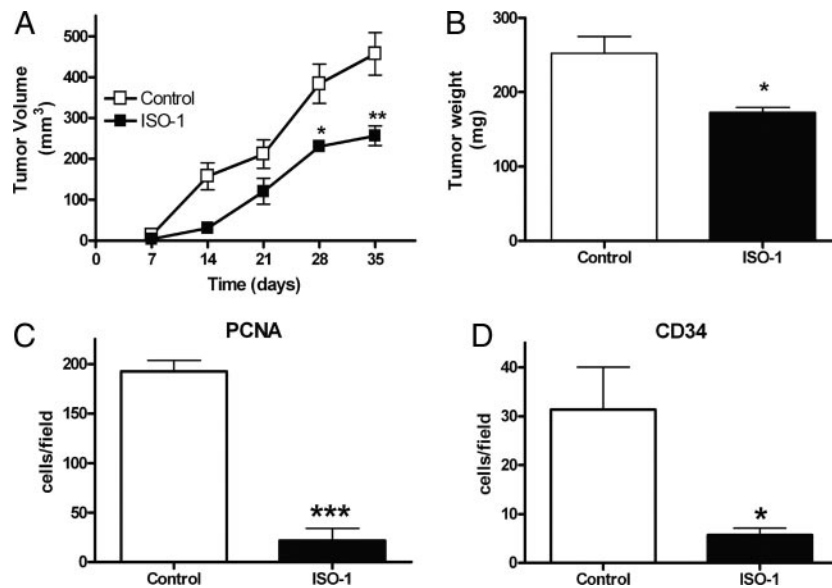 A
Tumor Volume
(mm³)
500
400
300
200
100
0
Control
ISO-1
*
**
0
7
14
21
28
35
Time (days)
B
Tumor weight
(mg)
300
200
100
0
*
Control
ISO-1
C
PCNA
cells/field
200
150
100
50
0
***
Control
ISO-1
D
CD34
cells/field
40
30
20
10
0
*
Control
ISO-1